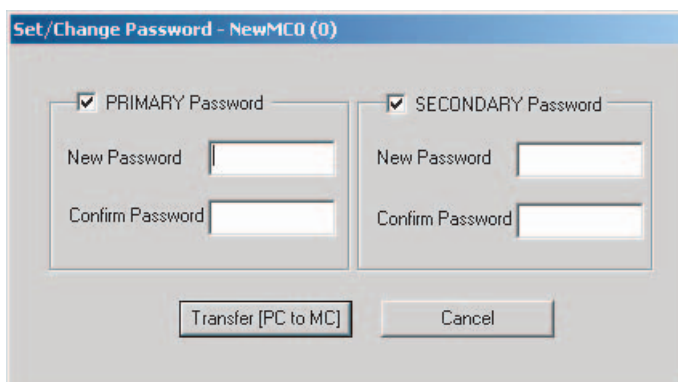 Set/Change Password - NewMC0 (0)
PRIMARY Password
New Password
Confirm Password
SECONDARY Password
New Password
Confirm Password
Transfer [PC to MC]
Cancel